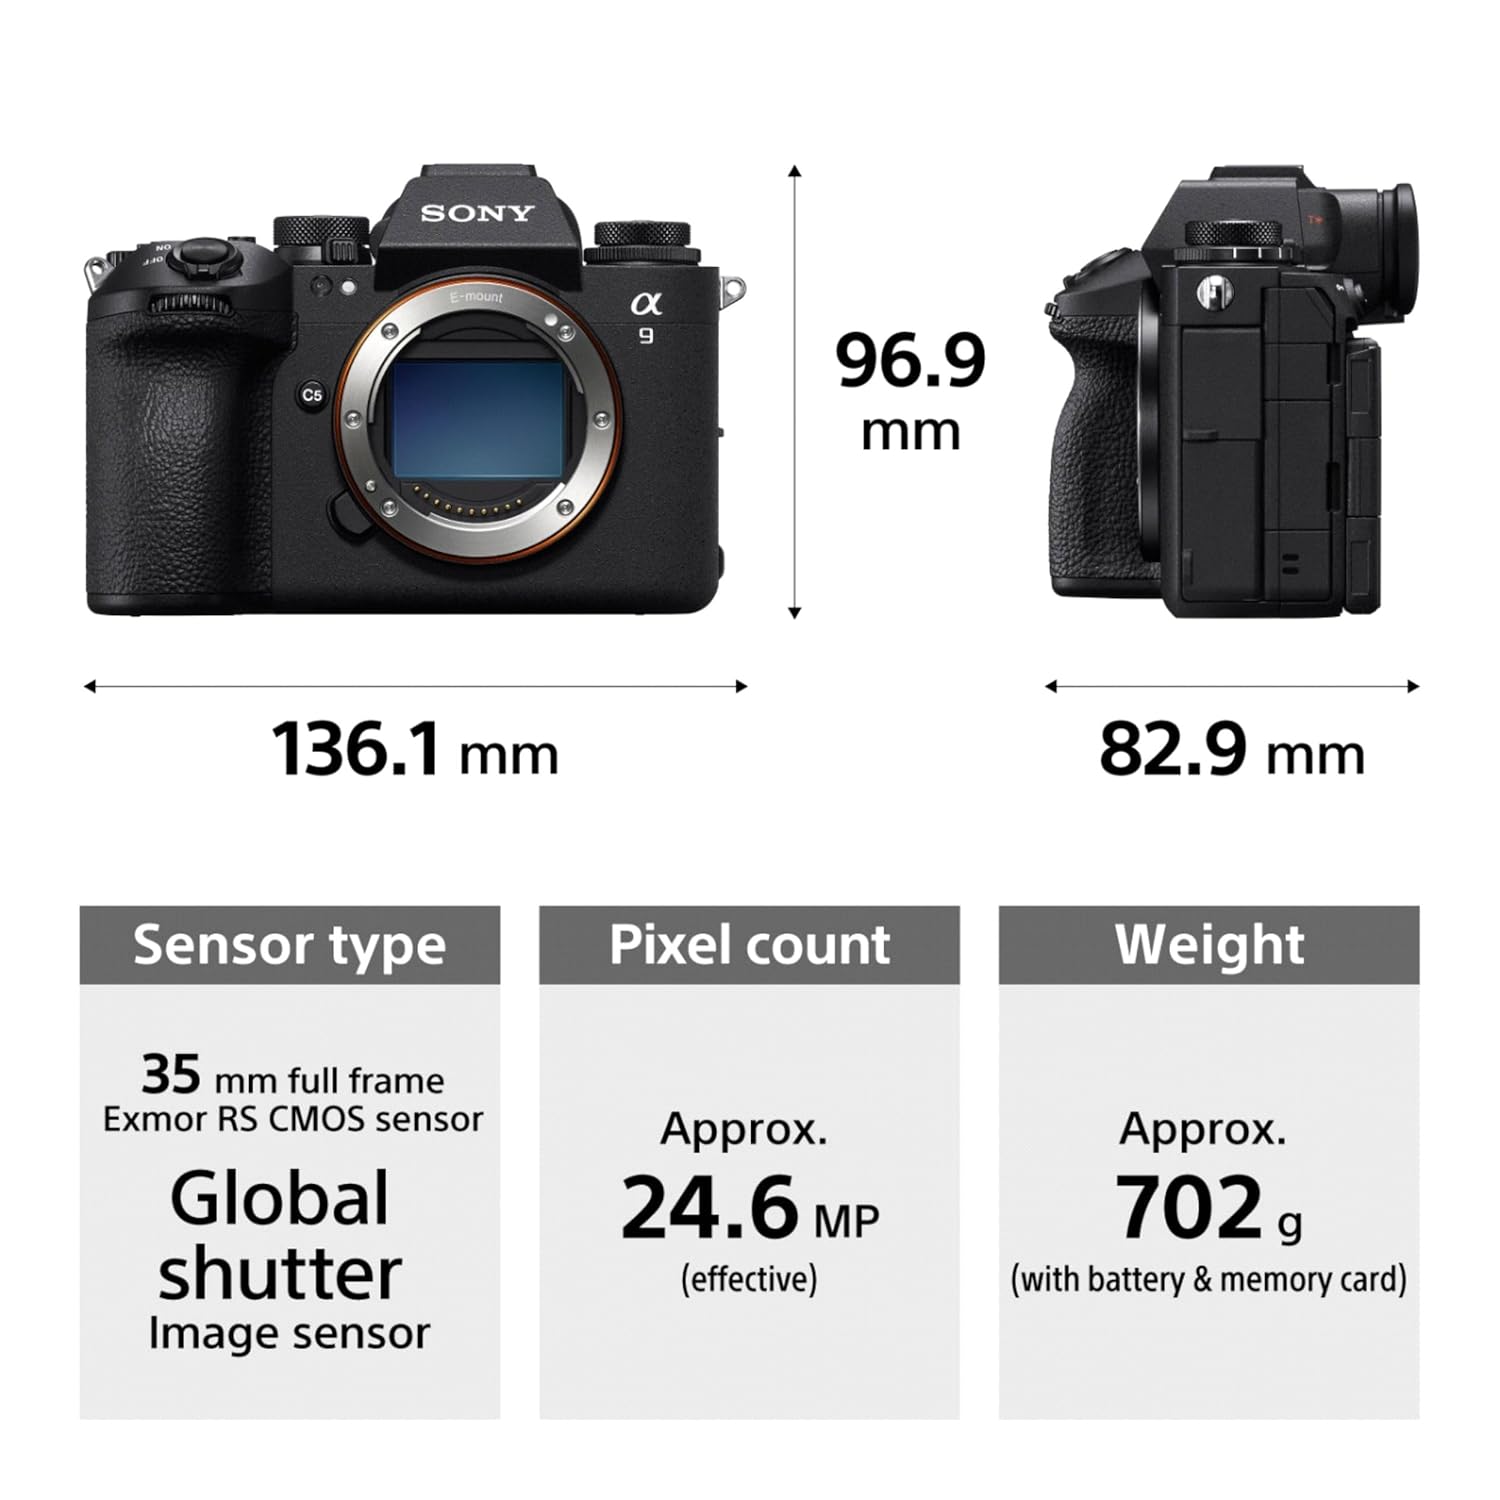 SONY
OFF ON
E-mount
α
9
C5
T*
96.9
mm
136.1 mm
82.9 mm
Sensor type
35 mm full frame
Exmor RS CMOS sensor
Global
shutter
Image sensor
Pixel count
Approx.
24.6 MP
(effective)
Weight
Approx.
702 g
(with battery & memory card)